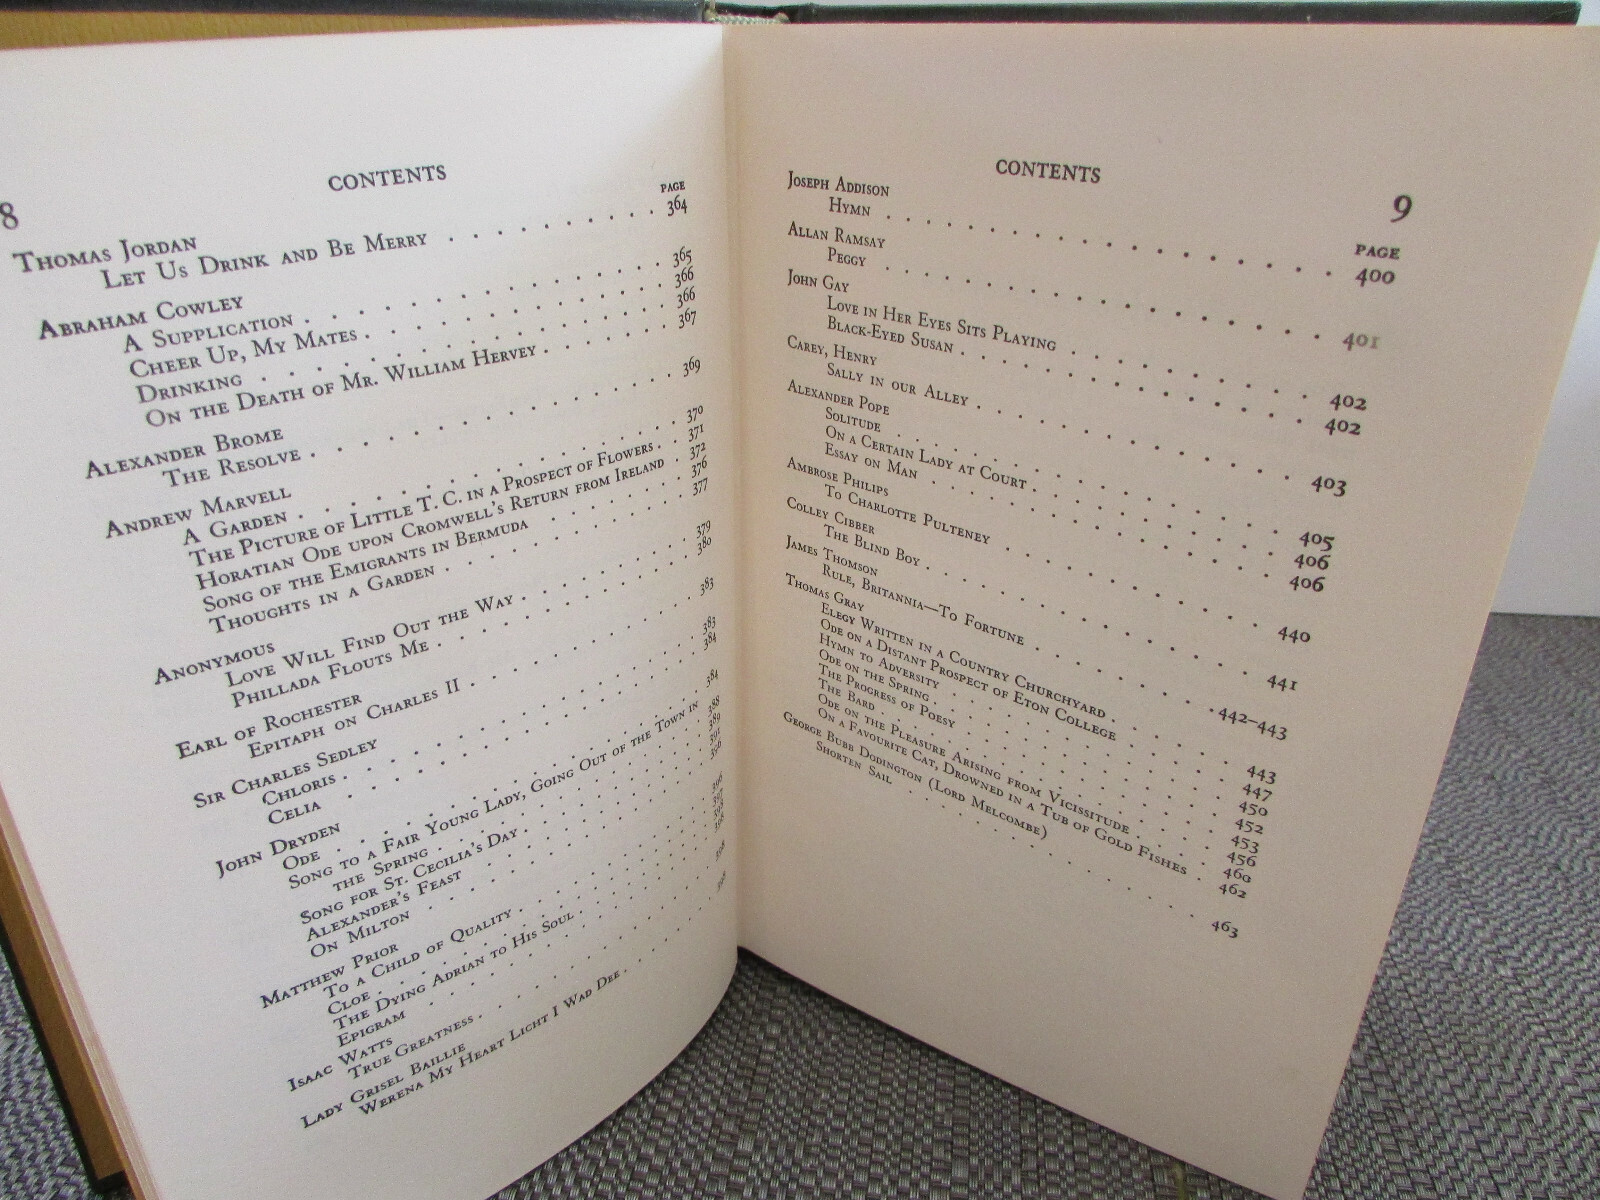 8
CONTENTS
PAGE
THOMAS JORDAN
LET US DRINK AND BE MERRY . . . . . . . . . . 364
ABRAHAM COWLEY
A SUPPLICATION . . . . . . . . . . 365
CHEER UP, MY MATES . . . . . . . . . . 366
DRINKING . . . . . . . . . . 366
ON THE DEATH OF MR. WILLIAM HERVEY . . . . . . 367
ALEXANDER BROME
THE RESOLVE . . . . . . . . . . 369
ANDREW MARVELL
A GARDEN . . . . . . . . . . 370
THE PICTURE OF LITTLE T. C. IN A PROSPECT OF FLOWERS . . 371
HORATIAN ODE UPON CROMWELL'S RETURN FROM IRELAND . 372
SONG OF THE EMIGRANTS IN BERMUDA . . . . . . 376
THOUGHTS IN A GARDEN . . . . . . . . 377
ANONYMOUS
LOVE WILL FIND OUT THE WAY . . . . . . . 379
PHILLADA FLOUTS ME . . . . . . . . 380
EARL OF ROCHESTER
EPITAPH ON CHARLES II . . . . . . . . 383
SIR CHARLES SEDLEY
CHLORIS . . . . . . . . . . 383
CELIA . . . . . . . . . . 384
JOHN DRYDEN
ODE . . . . . . . . . . 384
SONG TO A FAIR YOUNG LADY, GOING OUT OF THE TOWN IN
THE SPRING . . . . . . . . . . 388
SONG FOR ST. CECILIA'S DAY . . . . . . . 389
ALEXANDER'S FEAST . . . . . . . . 392
ON MILTON . . . . . . . . . 396
MATTHEW PRIOR
TO A CHILD OF QUALITY . . . . . . . .
CLOE . . . . . . . . . .
THE DYING ADRIAN TO HIS SOUL . . . . . .
EPIGRAM . . . . . . . . . .
ISAAC WATTS
TRUE GREATNESS . . . . . . . . .
LADY GRISEL BAILLIE
WERENA MY HEART LICHT I WAD DEE . . . . .
CONTENTS
9
PAGE
JOSEPH ADDISON
HYMN . . . . . . . . . . 400
ALLAN RAMSAY
PEGGY . . . . . . . . . . 401
JOHN GAY
LOVE IN HER EYES SITS PLAYING . . . . . . . 402
BLACK-EYED SUSAN . . . . . . . . . 402
CAREY, HENRY
SALLY IN OUR ALLEY . . . . . . . . . 403
ALEXANDER POPE
SOLITUDE . . . . . . . . . . 405
ON A CERTAIN LADY AT COURT . . . . . . . 406
ESSAY ON MAN . . . . . . . . . 406
AMBROSE PHILIPS
TO CHARLOTTE PULTENEY . . . . . . . . 440
COLLEY CIBBER
THE BLIND BOY . . . . . . . . . 441
JAMES THOMSON
RULE, BRITANNIA—TO FORTUNE . . . . . . 442-443
THOMAS GRAY
ELEGY WRITTEN IN A COUNTRY CHURCHYARD . . . . 443
ODE ON A DISTANT PROSPECT OF ETON COLLEGE . . . . 447
HYMN TO ADVERSITY . . . . . . . . 450
ODE ON THE SPRING . . . . . . . . 452
THE PROGRESS OF POESY . . . . . . . . 453
THE BARD . . . . . . . . . . 456
ODE ON THE PLEASURE ARISING FROM VICISSITUDE . . . . 460
ON A FAVOURITE CAT, DROWNED IN A TUB OF GOLD FISHES . 462
GEORGE BUBB DODINGTON (LORD MELCOMBE)
SHORTEN SAIL . . . . . . . . . 463